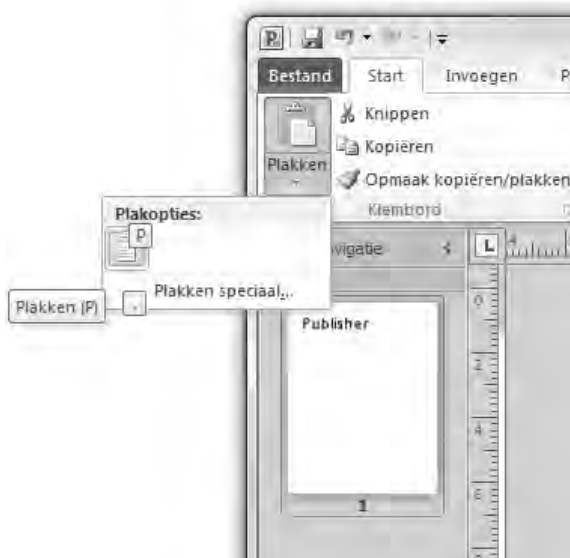 P
Bestand Start Invoegen P
Knippen
Kopiëren
Plakken
Opmaak kopiëren/plakken
Klembord
Plakopties:
P
vigatie
L
Plakken speciaal...
Plakken (P)
.
0
Publisher
2
4
6
1